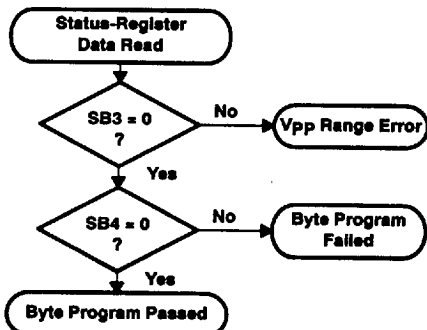 Status-Register
Data Read
SB3 = 0
?
No
VPP Range Error
Yes
SB4 = 0
?
No
Byte Program
Failed
Yes
Byte Program Passed